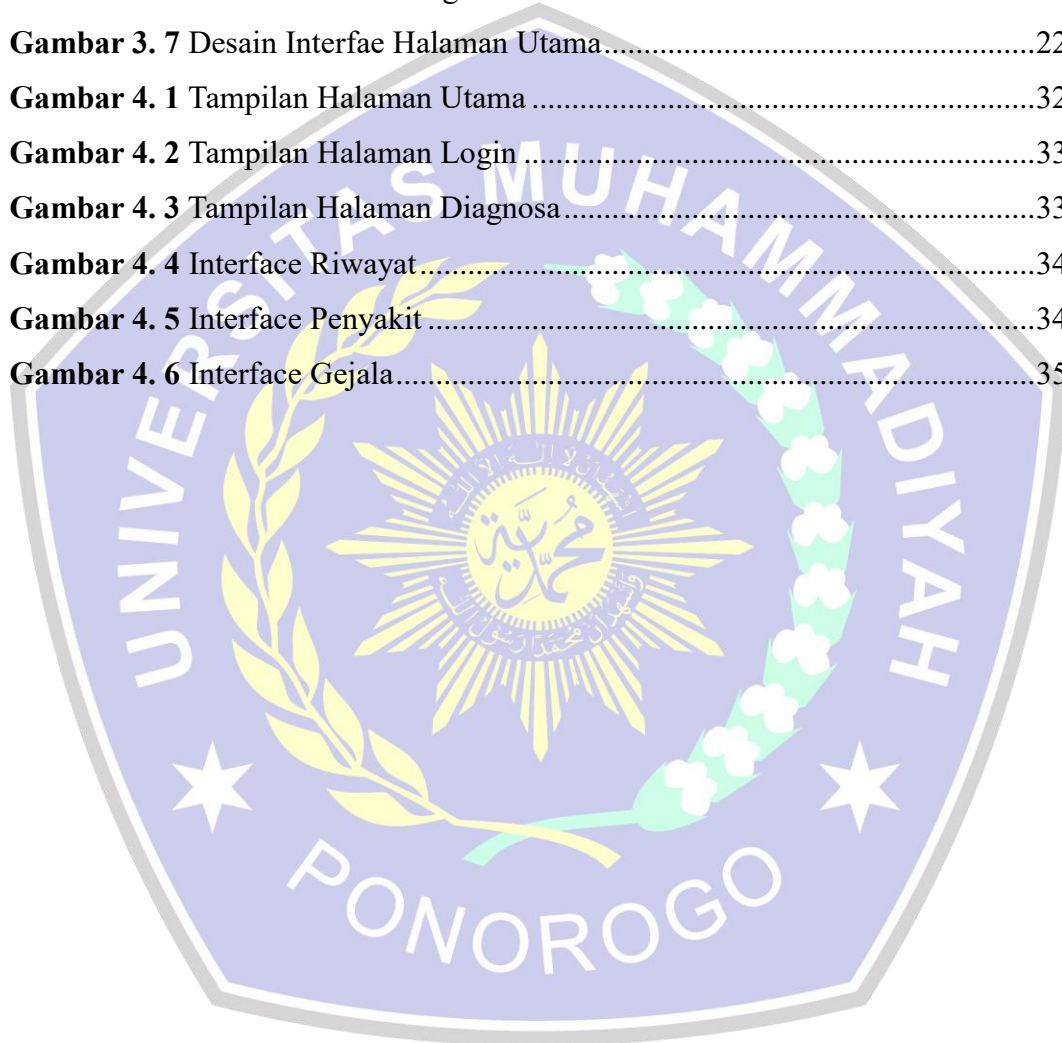 Gambar 3. 7 Desain Interfae Halaman Utama.....22
Gambar 4. 1 Tampilan Halaman Utama.....32
Gambar 4. 2 Tampilan Halaman Login.....33
Gambar 4. 3 Tampilan Halaman Diagnosa.....33
Gambar 4. 4 Interface Riwayat.....34
Gambar 4. 5 Interface Penyakit.....34
Gambar 4. 6 Interface Gejala.....35
UNIVERSITAS MUHAMMADIYAH
محمدية
PONOROGO